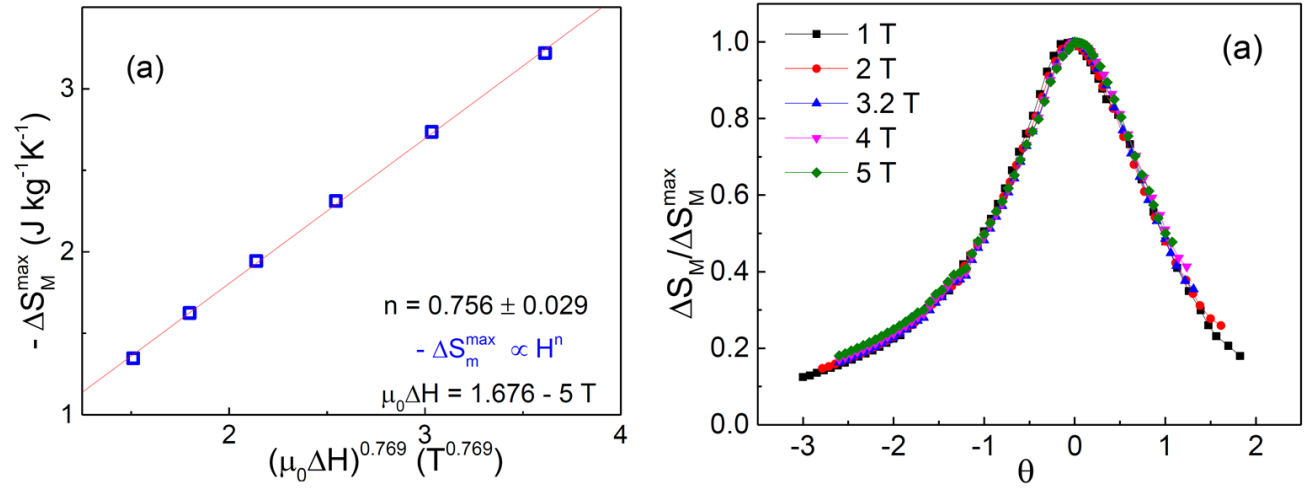 (a)
- ΔS_M^max (J kg⁻¹K⁻¹)
3
2
1
n = 0.756 ± 0.029
- ΔS_m^max ∝ Hⁿ
μ₀ΔH = 1.676 - 5 T
2 3 4
(μ₀ΔH)^0.769 (T^0.769)
(a)
1 T
2 T
3.2 T
4 T
5 T
ΔS_M/ΔS_M^max
1.0
0.8
0.6
0.4
0.2
0.0
-3 -2 -1 0 1 2
θ